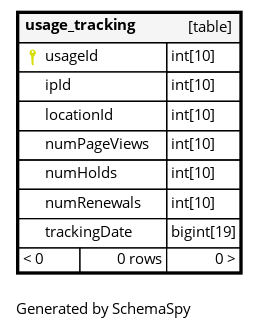 usage_tracking [table]
usageId int[10]
ipId int[10]
locationId int[10]
numPageViews int[10]
numHolds int[10]
numRenewals int[10]
trackingDate bigint[19]
< 0 0 rows 0 >
Generated by SchemaSpy